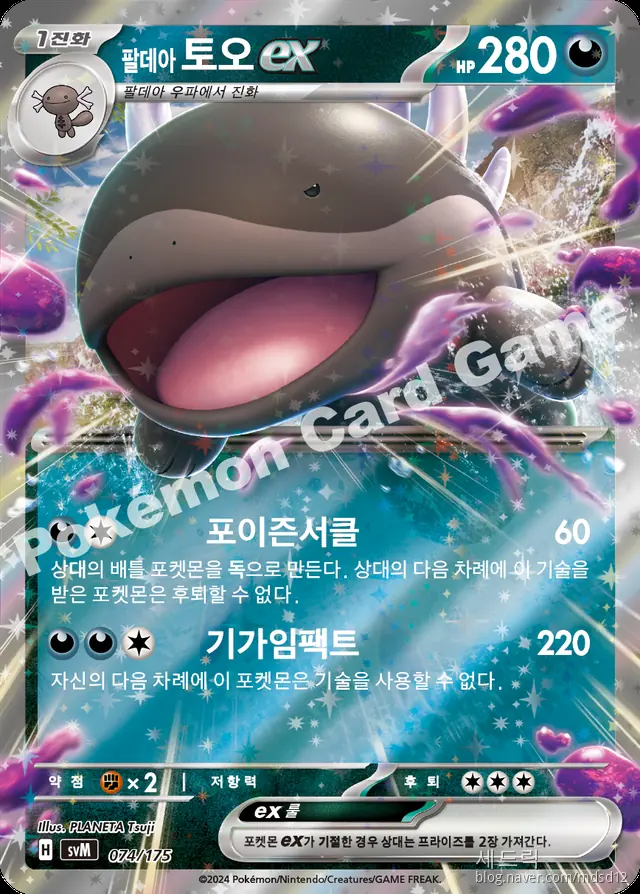 1진화
팔데아 토오 ex HP 280
팔데아 우파에서 진화
Pokémon Card Game
포이즌서클 60
상대의 배틀 포켓몬을 독으로 만든다. 상대의 다음 차례에 이 기술을
받은 포켓몬은 후퇴할 수 없다.
기가임팩트 220
자신의 다음 차례에 이 포켓몬은 기술을 사용할 수 없다.
약점 ×2 저항력 후퇴
Illus. PLANETA Tsuji
ex 룰
포켓몬 ex가 기절한 경우 상대는 프라이즈를 2장 가져간다.
H svM 074/175
세드릭
blog.naver.com/mdsd12
©2024 Pokémon/Nintendo/Creatures/GAME FREAK.